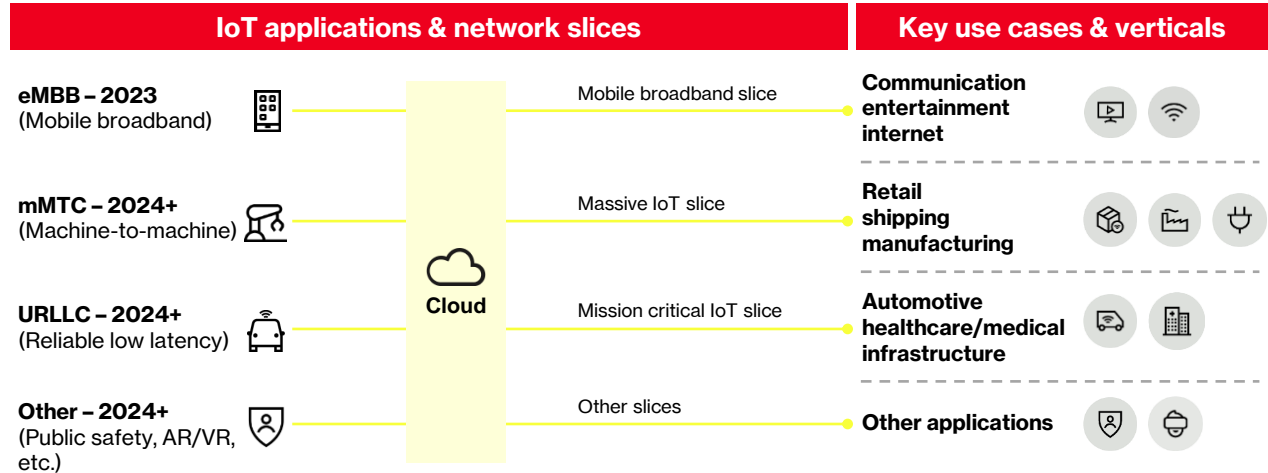 IoT applications & network slices
Key use cases & verticals
eMBB – 2023
(Mobile broadband)
Mobile broadband slice
Communication
entertainment
internet
mMTC – 2024+
(Machine-to-machine)
Massive IoT slice
Retail
shipping
manufacturing
Cloud
URLLC – 2024+
(Reliable low latency)
Mission critical IoT slice
Automotive
healthcare/medical
infrastructure
Other – 2024+
(Public safety, AR/VR,
etc.)
Other slices
Other applications